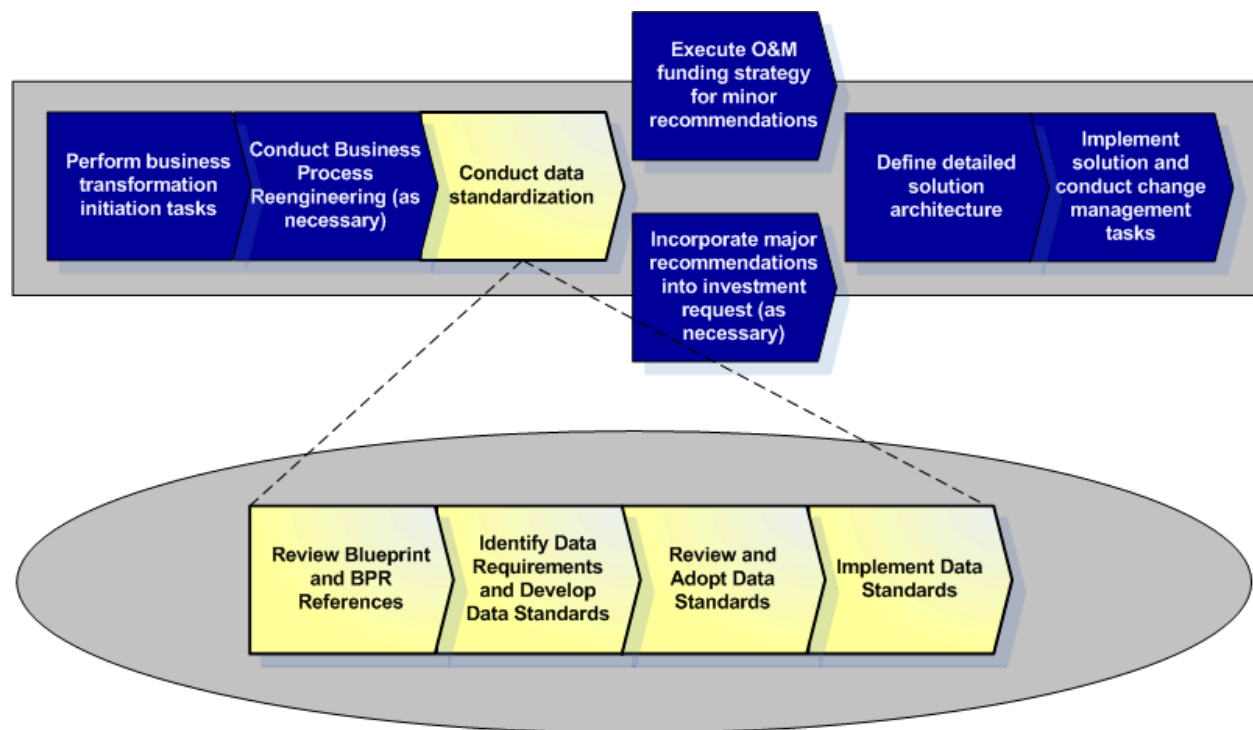 Perform business
transformation
initiation tasks
Conduct Business
Process
Reengineering (as
necessary)
Conduct data
standardization
Execute O&M
funding strategy
for minor
recommendations
Incorporate major
recommendations
into investment
request (as
necessary)
Define detailed
solution
architecture
Implement
solution and
conduct change
management
tasks
Review Blueprint
and BPR
References
Identify Data
Requirements
and Develop
Data Standards
Review and
Adopt Data
Standards
Implement Data
Standards